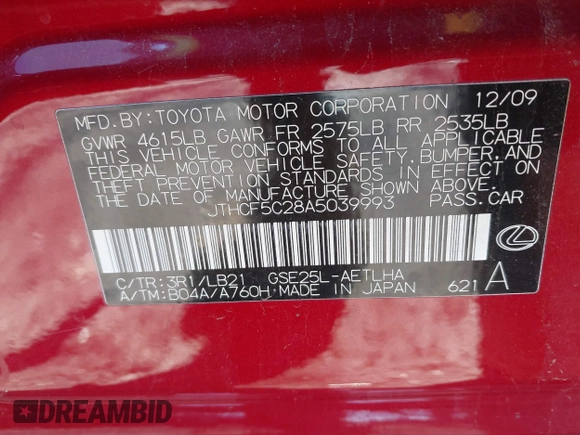 MFD. BY: TOYOTA MOTOR CORPORATION 12/09
GVWR 4615LB GAWR FR 2575LB RR 2535LB
THIS VEHICLE CONFORMS TO ALL APPLICABLE
FEDERAL MOTOR VEHICLE SAFETY, BUMPER, AND
THEFT PREVENTION STANDARDS IN EFFECT ON
THE DATE OF MANUFACTURE SHOWN ABOVE.
JTHCF5C28A5039993 PASS. CAR
C/TR: 3R1/LB21 GSE25L-AETLHA
A/TM: B04A/A760H MADE IN JAPAN 621 A
DREAMBID